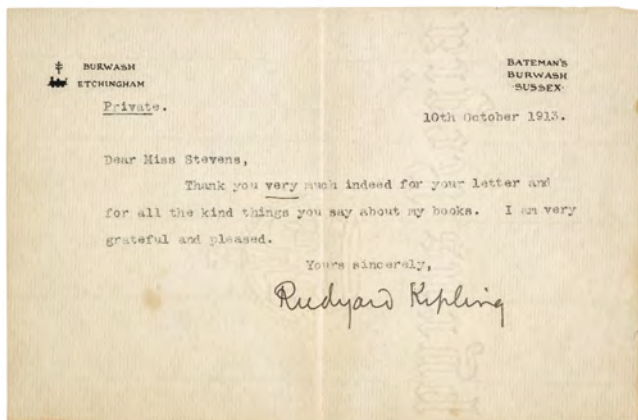 BURWASH
ETCHINGHAM
BATEMAN'S
BURWASH
·SUSSEX·
Private.
10th October 1913.
Dear Miss Stevens,
Thank you very much indeed for your letter and
for all the kind things you say about my books. I am very
grateful and pleased.
Yours sincerely,
Rudyard Kipling